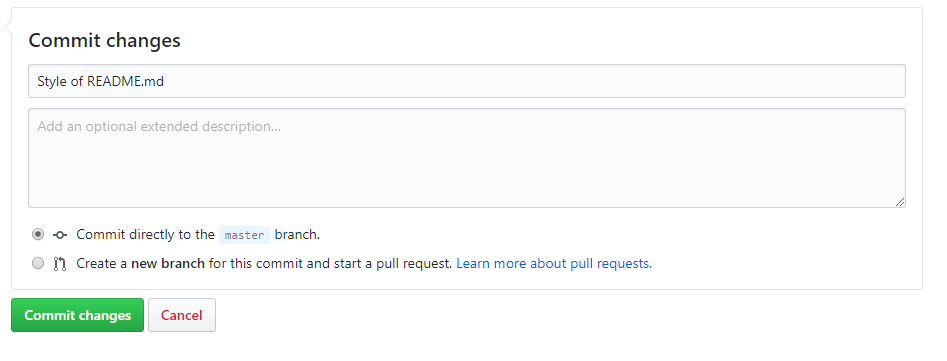 Commit changes
Style of README.md
Add an optional extended description...
Commit directly to the master branch.
Create a new branch for this commit and start a pull request. Learn more about pull requests.
Commit changes Cancel